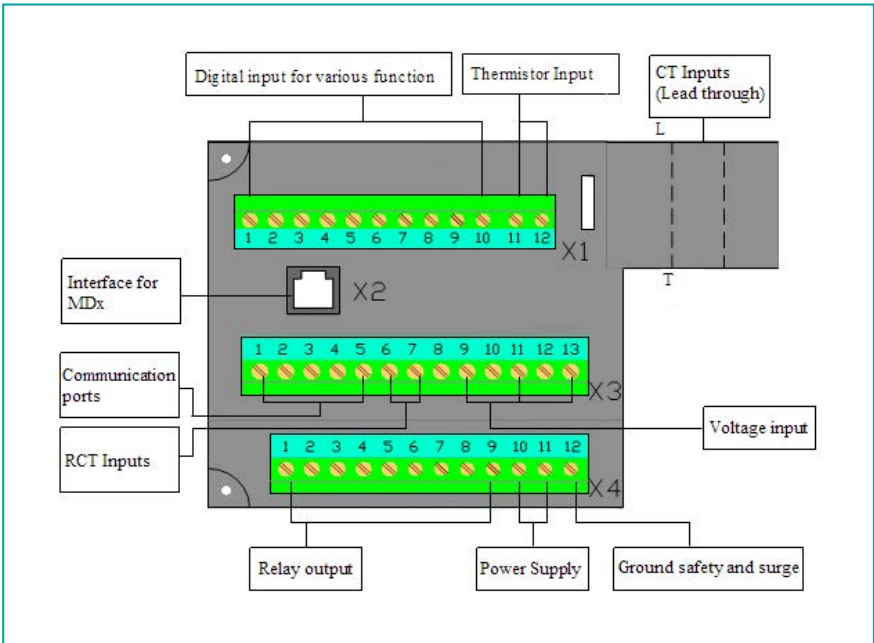 Digital input for various function
Thermistor Input
CT Inputs
(Lead through)
L
1 2 3 4 5 6 7 8 9 10 11 12
X1
T
Interface for
MDx
X2
1 2 3 4 5 6 7 8 9 10 11 12 13
X3
Communication
ports
Voltage input
RCT Inputs
1 2 3 4 5 6 7 8 9 10 11 12
X4
Relay output
Power Supply
Ground safety and surge